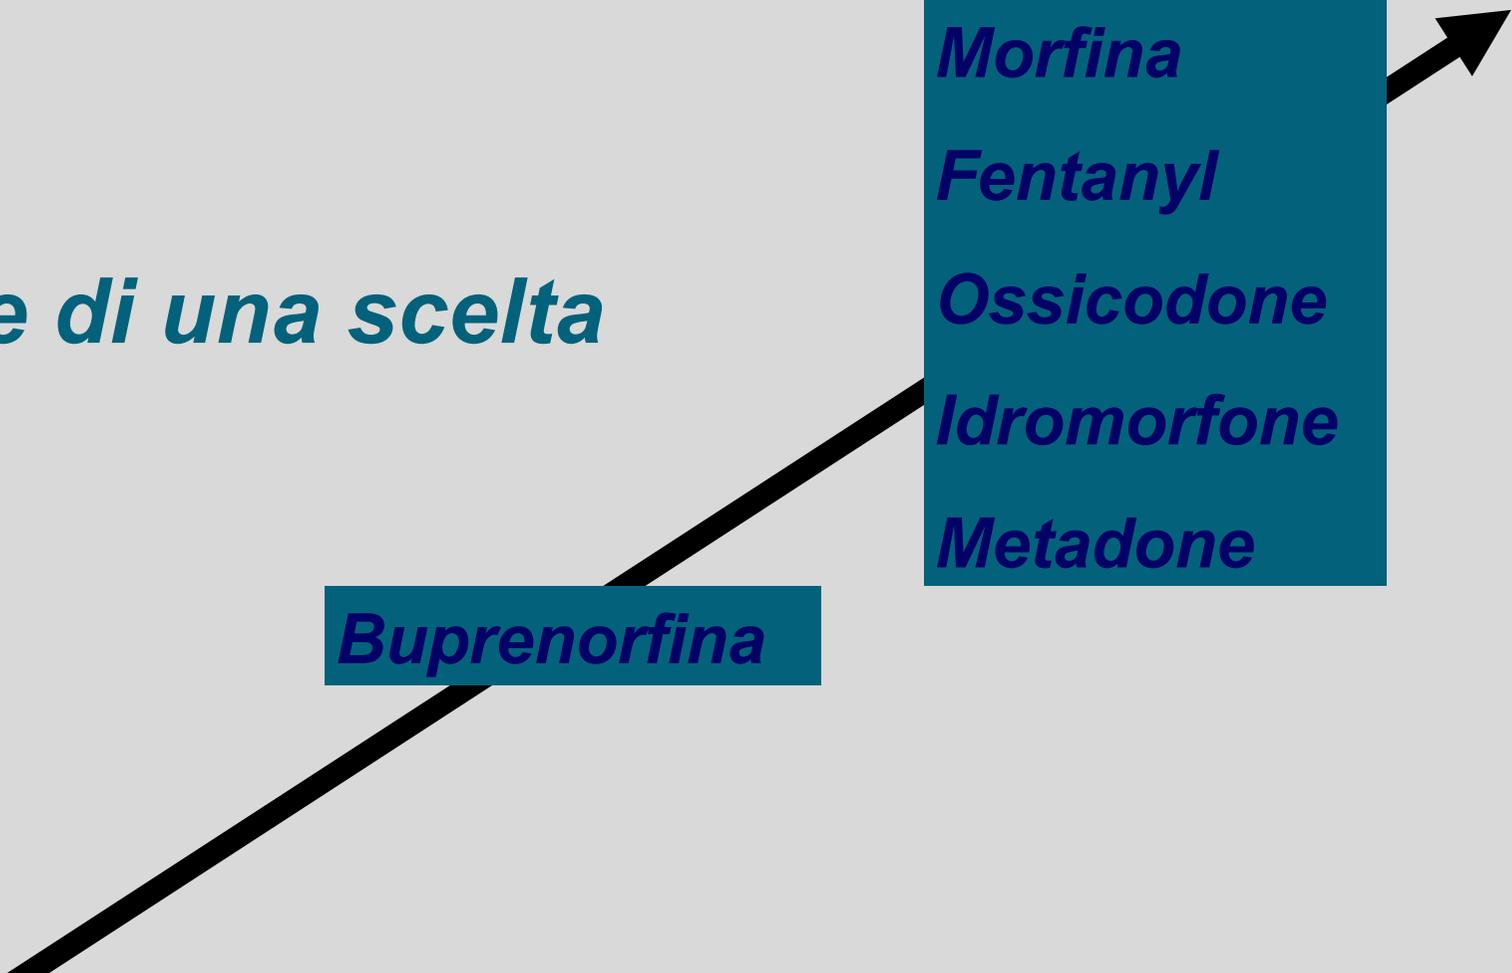 Morfina
Fentanyl
e di una scelta
Ossicodone
Idromorfone
Metadone
Buprenorfina